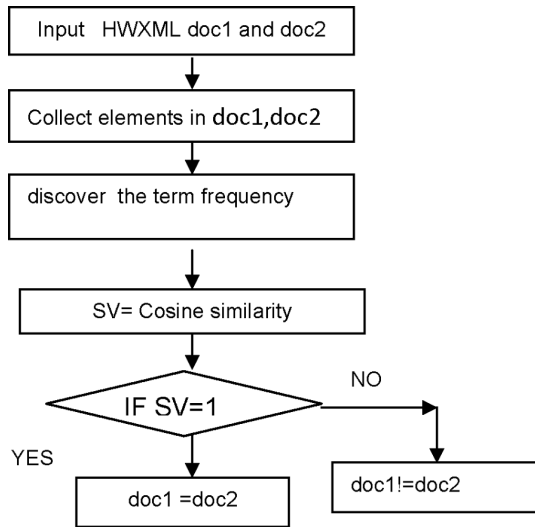 Input HWXML doc1 and doc2
Collect elements in doc1,doc2
discover the term frequency
SV= Cosine similarity
IF SV=1
NO
YES
doc1 =doc2
doc1!=doc2